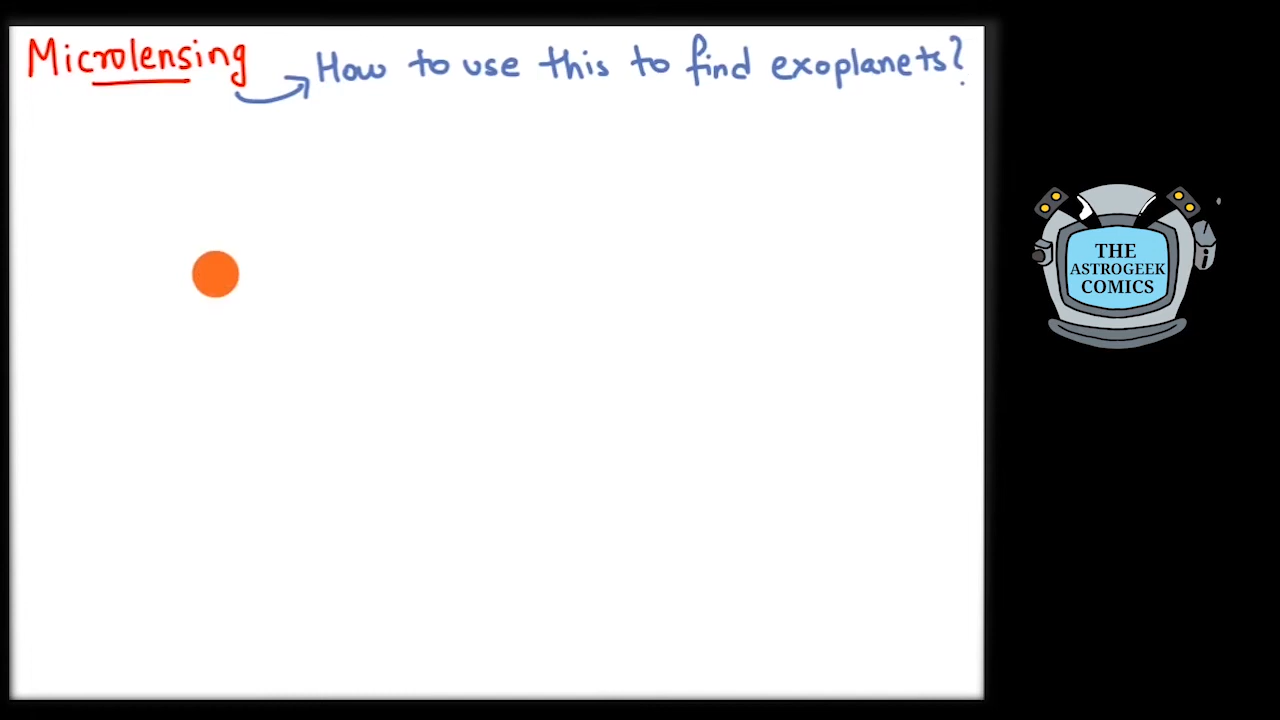 Microlensing
How to use this to find exoplanets?
THE
ASTROGEEK
COMICS